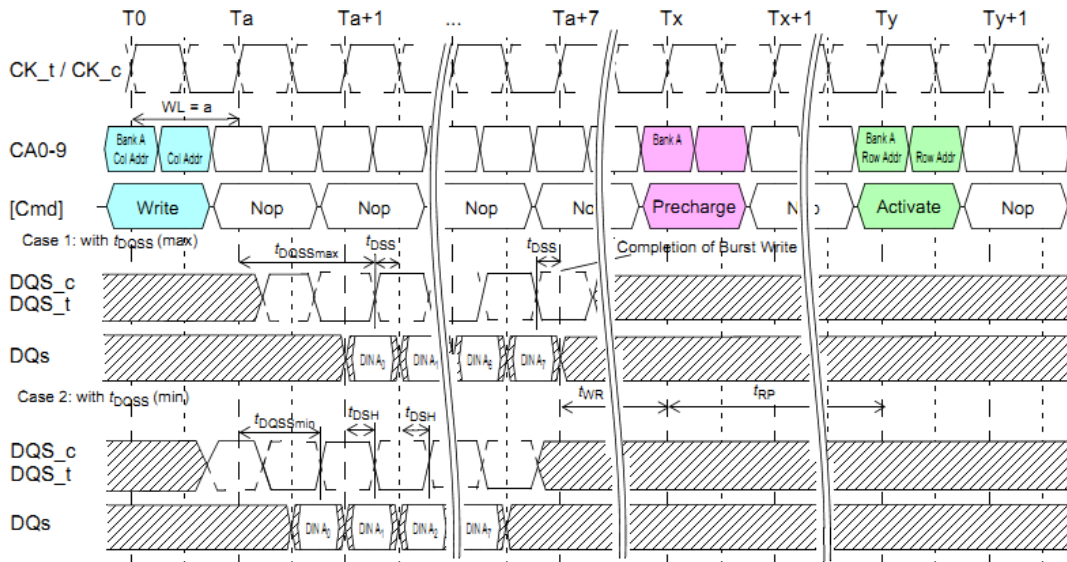 T0 Ta Ta+1 ... Ta+7 Tx Tx+1 Ty Ty+1
CK_t / CK_c
WL = a
CA0-9
Bank A
Col Addr
Col Addr
Bank A
Bank A
Row Addr
Row Addr
[Cmd] Write Nop Nop Nop Precharge Nop Activate Nop
Case 1: with tDQSS (max)
tDQSSmax tDSS tDSS Completion of Burst Write
DQS_c
DQS_t
DQs DIN A0 DIN A1 DIN A6 DIN A7
tWR tRP
Case 2: with tDQSS (min)
tDQSSmin tDSH tDSH
DQS_c
DQS_t
DQs DIN A0 DIN A1 DIN A2 DIN A7